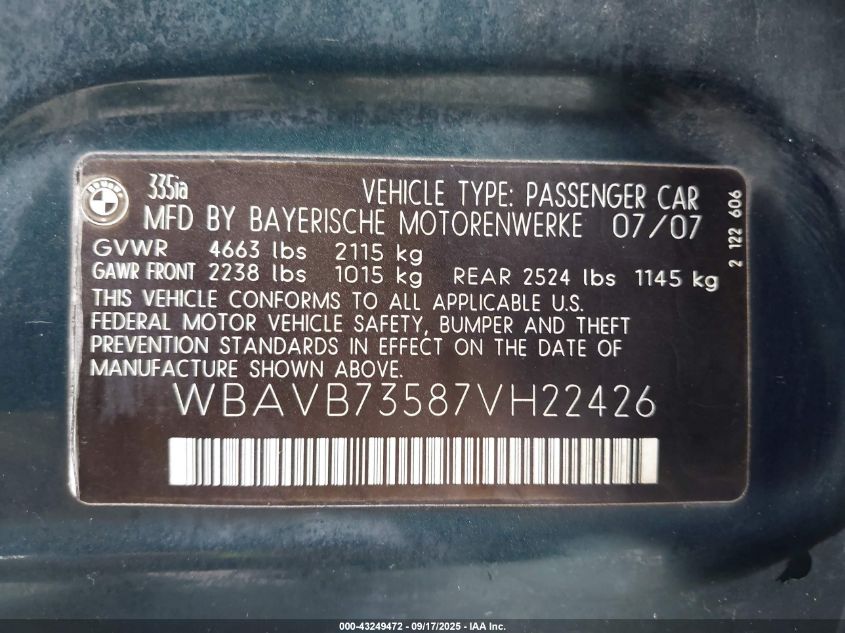 335ia
VEHICLE TYPE: PASSENGER CAR
MFD BY BAYERISCHE MOTORENWERKE 07/07
GVWR 4663 lbs 2115 kg
GAWR FRONT 2238 lbs 1015 kg REAR 2524 lbs 1145 kg
THIS VEHICLE CONFORMS TO ALL APPLICABLE U.S.
FEDERAL MOTOR VEHICLE SAFETY, BUMPER AND THEFT
PREVENTION STANDARDS IN EFFECT ON THE DATE OF
MANUFACTURE SHOWN ABOVE.
WBAVB73587VH22426
2 122 606
000-43249472 - 09/17/2025 - IAA Inc.